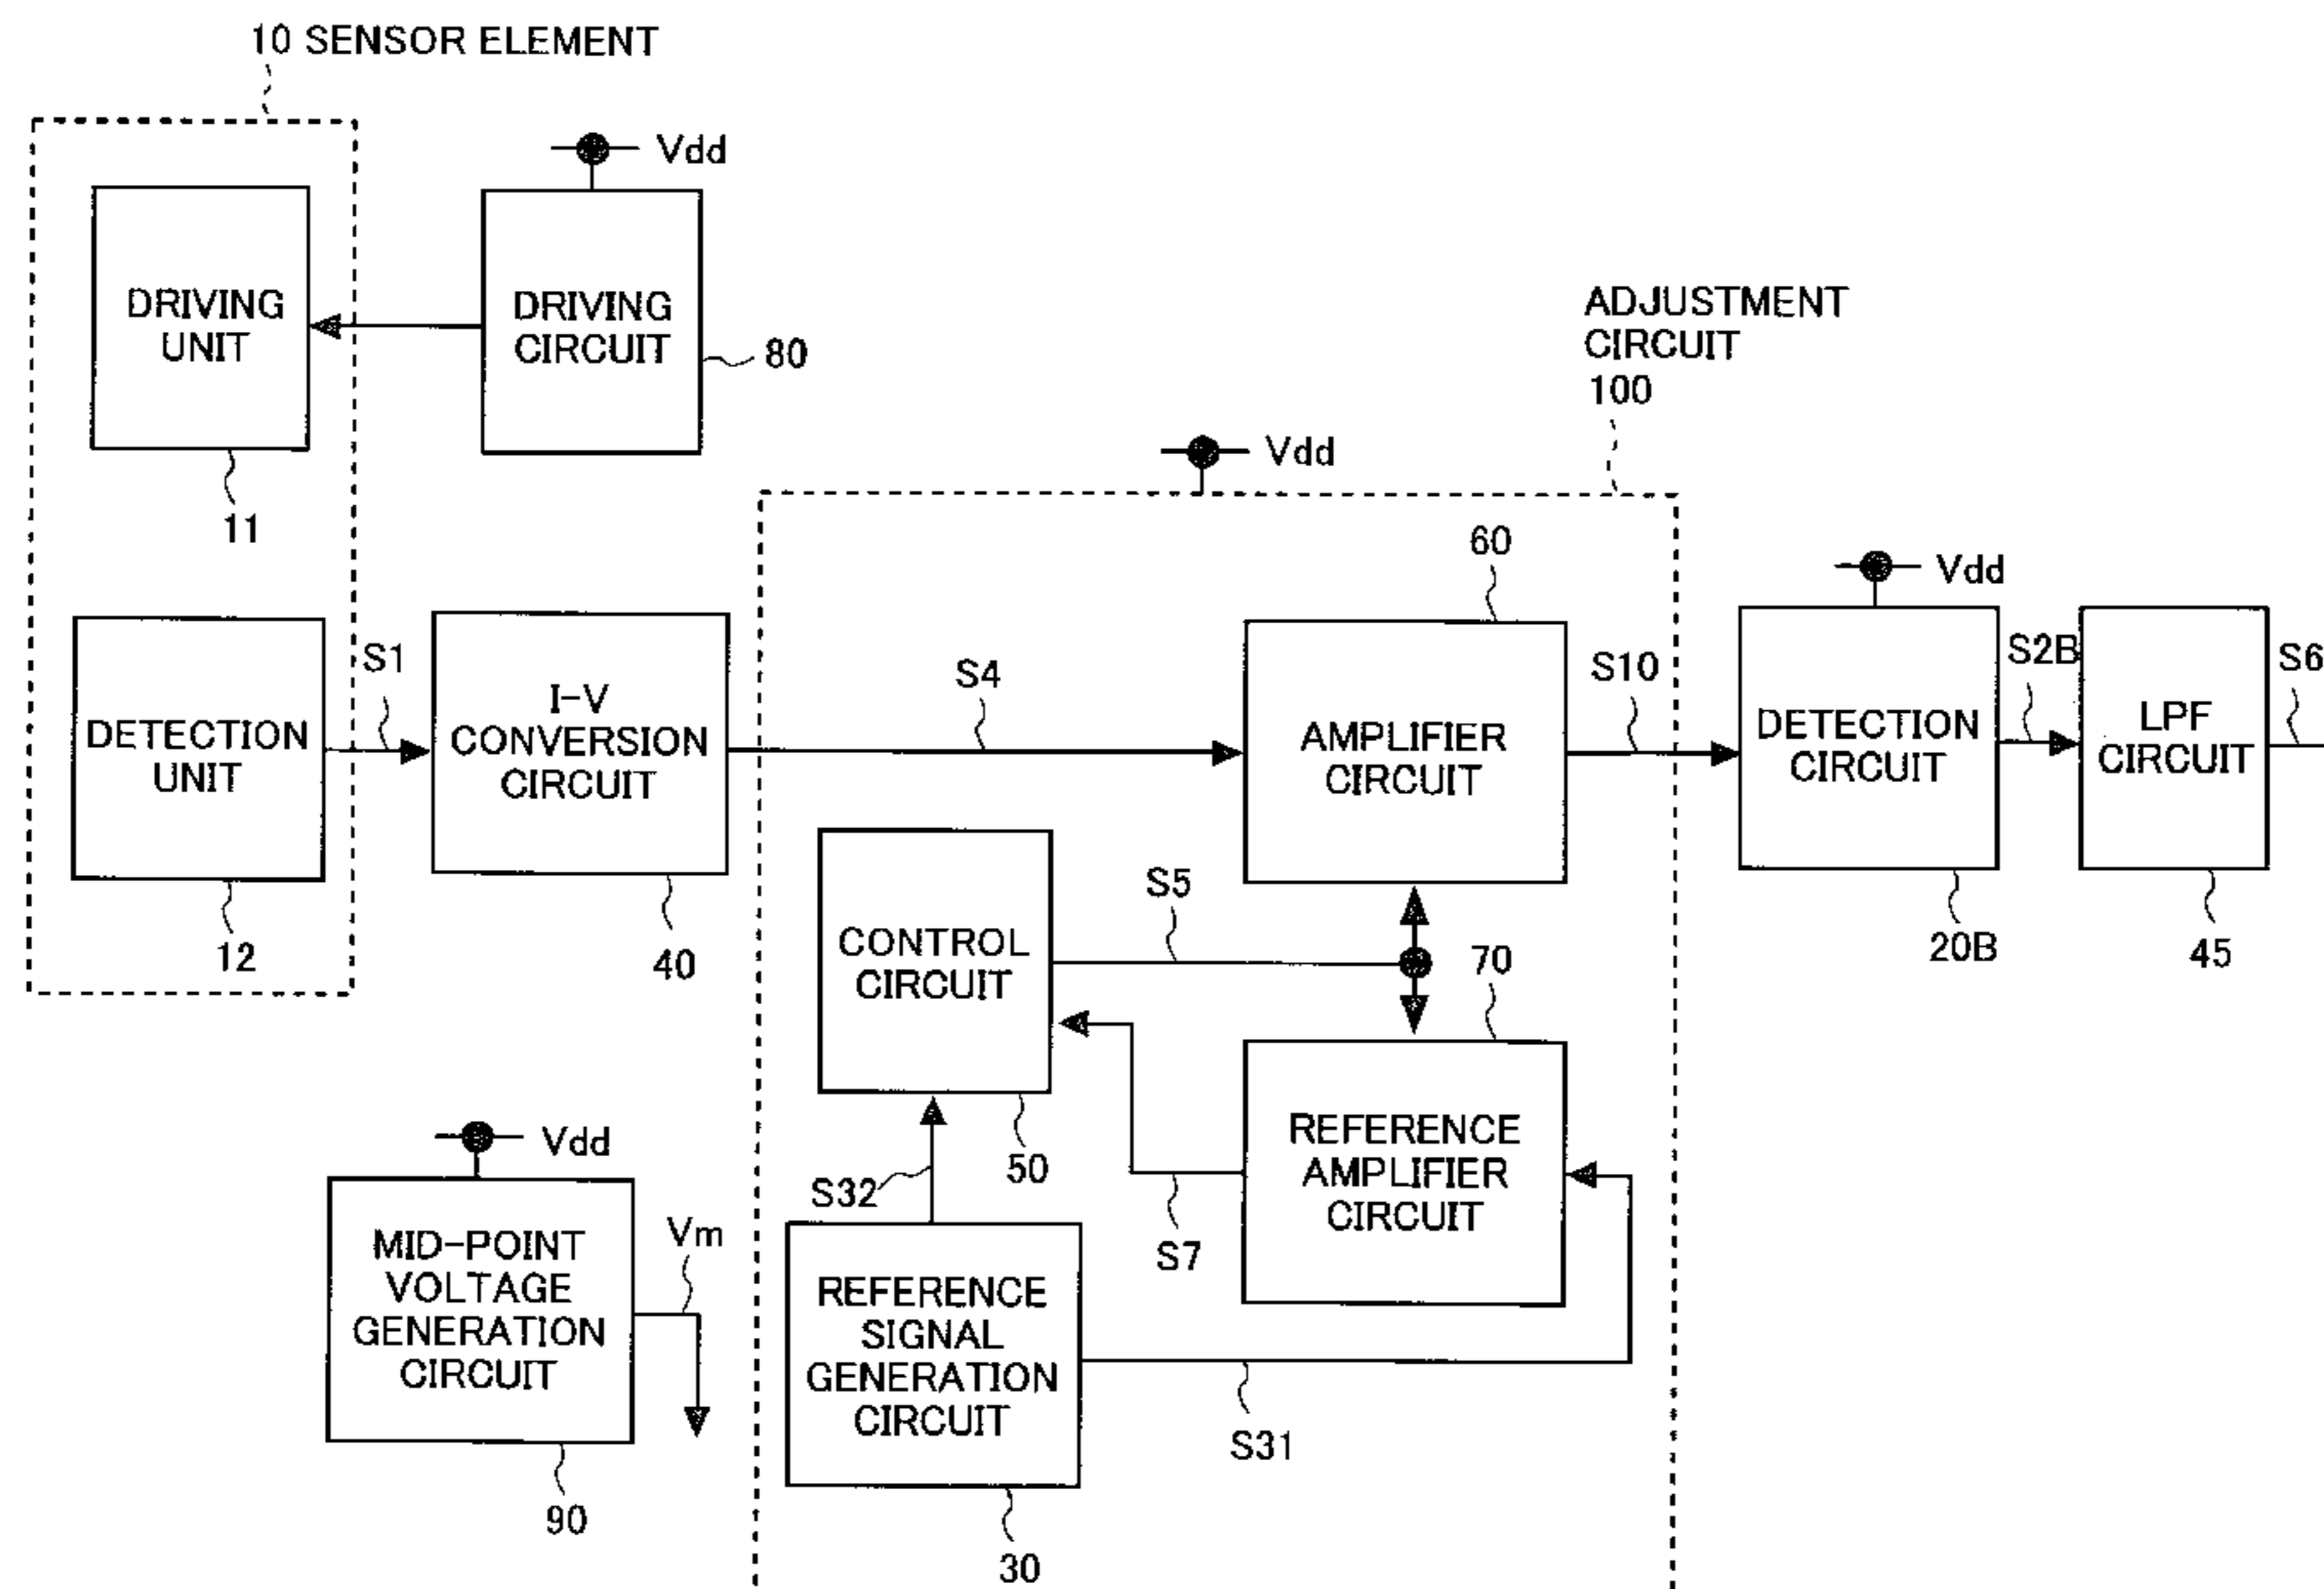 10 SENSOR ELEMENT
Vdd
DRIVING
UNIT
11
DRIVING
CIRCUIT
80
ADJUSTMENT
CIRCUIT
100
Vdd
DETECTION
UNIT
12
S1
I-V
CONVERSION
CIRCUIT
40
S4
60
AMPLIFIER
CIRCUIT
S10
Vdd
DETECTION
CIRCUIT
20B
S2B
LPF
CIRCUIT
45
S6
CONTROL
CIRCUIT
50
S5
70
REFERENCE
AMPLIFIER
CIRCUIT
S7
S32
Vdd
MID-POINT
VOLTAGE
GENERATION
CIRCUIT
90
Vm
REFERENCE
SIGNAL
GENERATION
CIRCUIT
30
S31